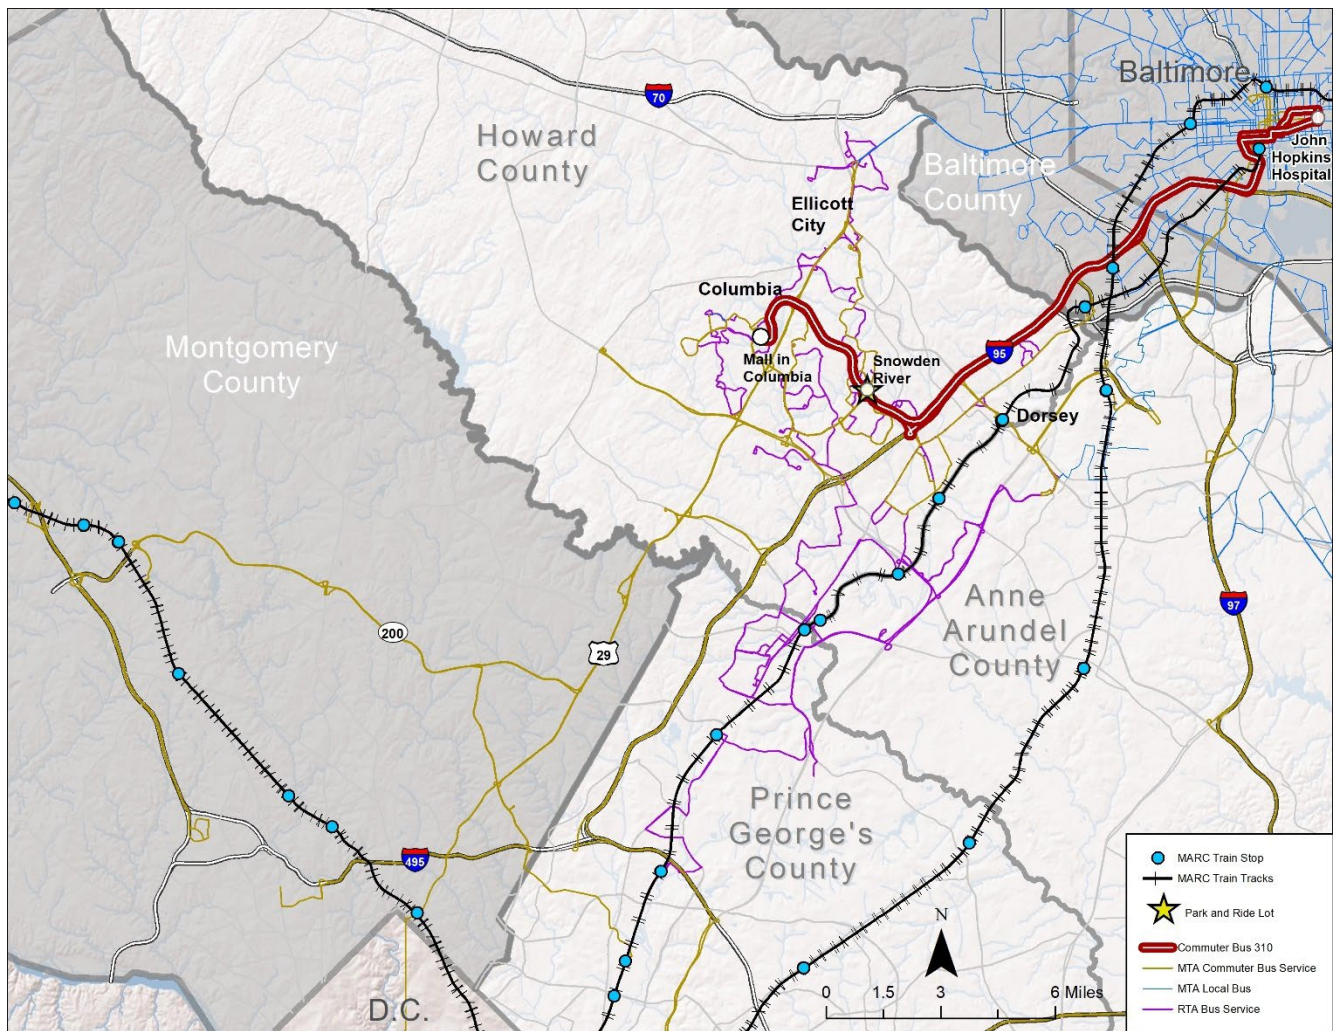 Baltimore
70
Howard
County
Baltimore
County
John
Hopkins
Hospital
Ellicott
City
Columbia
Montgomery
County
Mall in
Columbia
Snowden
River
95
Dorsey
Anne
Arundel
County
97
200
29
Prince
George's
County
495
D.C.
N
0 1.5 3 6 Miles
MARC Train Stop
MARC Train Tracks
Park and Ride Lot
Commuter Bus 310
MTA Commuter Bus Service
MTA Local Bus
RTA Bus Service